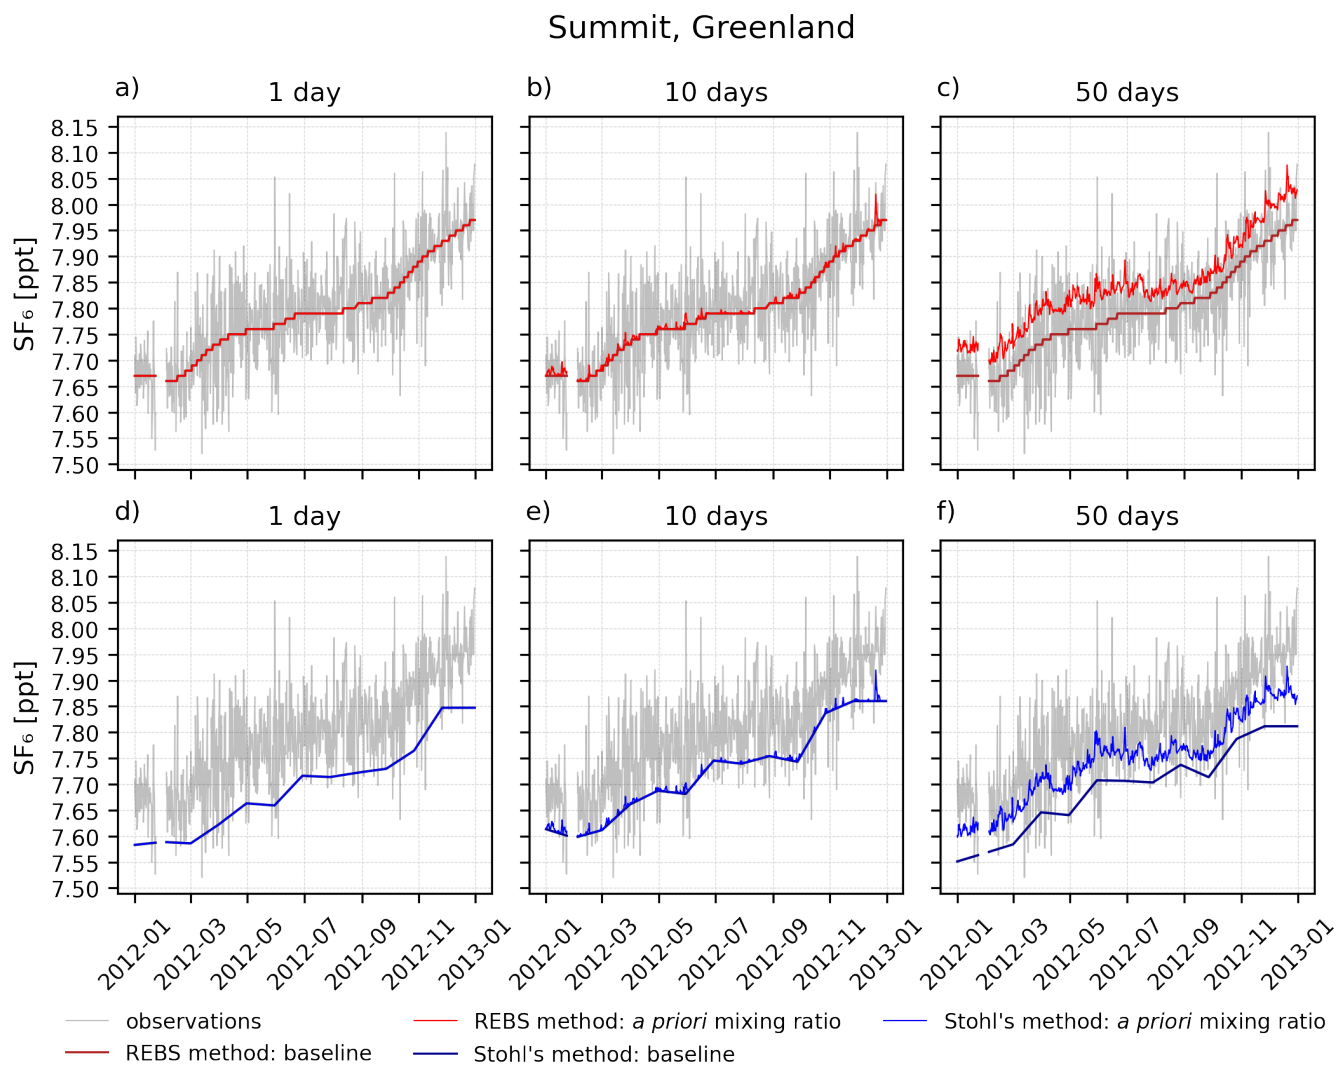 Summit, Greenland
a) 1 day
b) 10 days
c) 50 days
SF₆ [ppt]
8.15
8.10
8.05
8.00
7.95
7.90
7.85
7.80
7.75
7.70
7.65
7.60
7.55
7.50
d) 1 day
e) 10 days
f) 50 days
SF₆ [ppt]
8.15
8.10
8.05
8.00
7.95
7.90
7.85
7.80
7.75
7.70
7.65
7.60
7.55
7.50
2012-01 2012-03 2012-05 2012-07 2012-09 2012-11 2013-01
2012-01 2012-03 2012-05 2012-07 2012-09 2012-11 2013-01
2012-01 2012-03 2012-05 2012-07 2012-09 2012-11 2013-01
observations
REBS method: a priori mixing ratio
Stohl's method: a priori mixing ratio
REBS method: baseline
Stohl's method: baseline